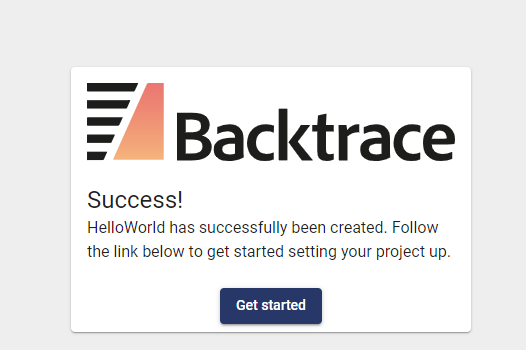 Backtrace
Success!
HelloWorld has successfully been created. Follow
the link below to get started setting your project up.
Get started